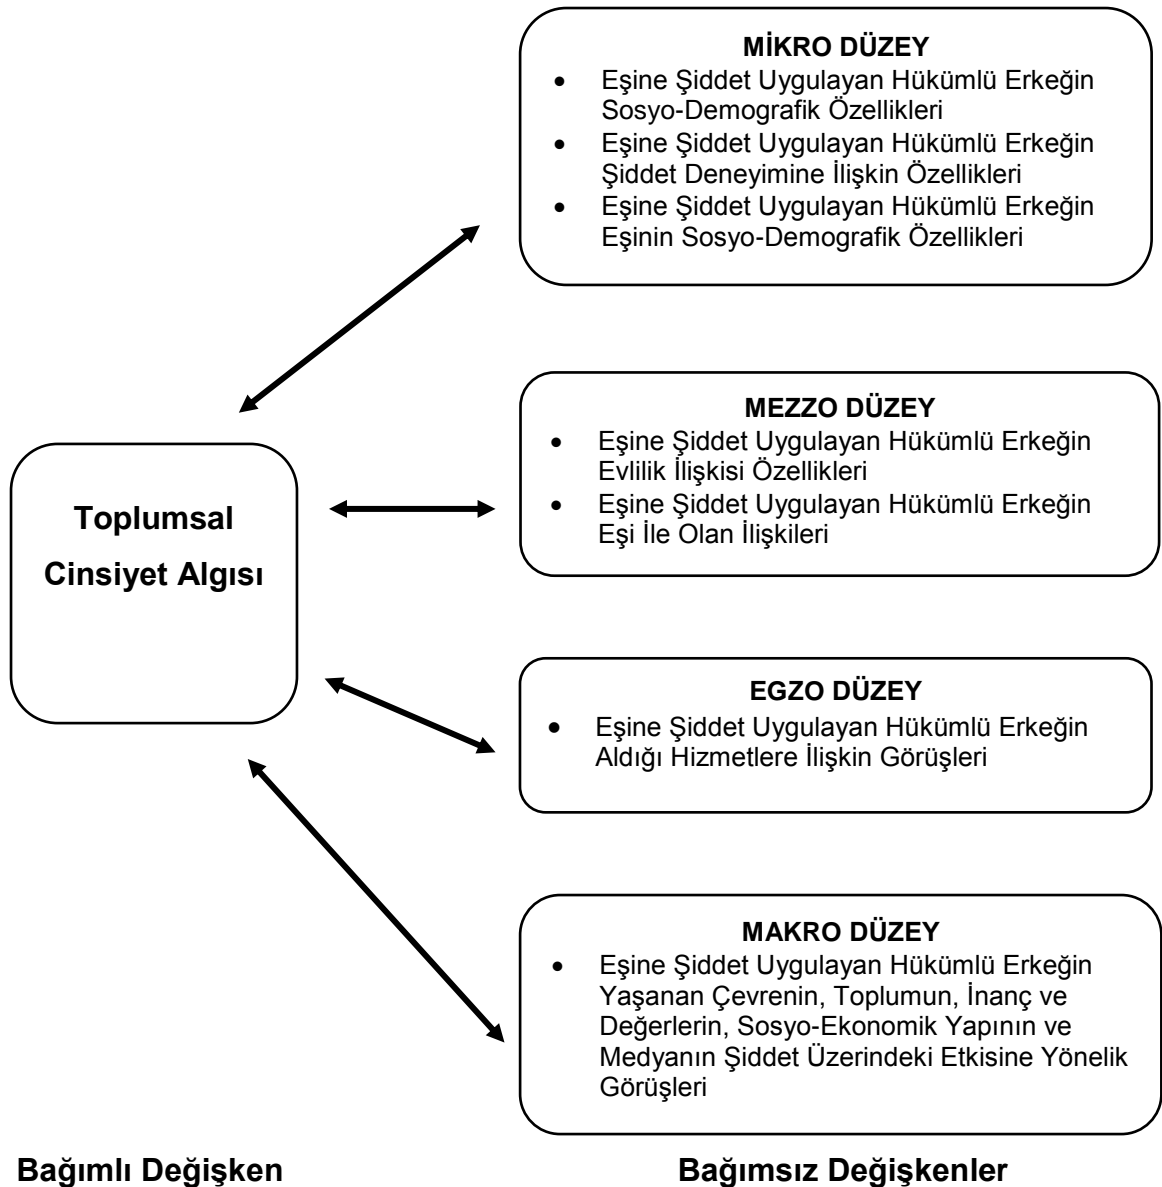 MİKRO DÜZEY
• Eşine Şiddet Uygulayan Hükümlü Erkeğin
Sosyo-Demografik Özellikleri
• Eşine Şiddet Uygulayan Hükümlü Erkeğin
Şiddet Deneyimine İlişkin Özellikleri
• Eşine Şiddet Uygulayan Hükümlü Erkeğin
Eşinin Sosyo-Demografik Özellikleri
Toplumsal
Cinsiyet Algısı
MEZZO DÜZEY
• Eşine Şiddet Uygulayan Hükümlü Erkeğin
Evlilik İlişkisi Özellikleri
• Eşine Şiddet Uygulayan Hükümlü Erkeğin
Eşi İle Olan İlişkileri
EGZO DÜZEY
• Eşine Şiddet Uygulayan Hükümlü Erkeğin
Aldığı Hizmetlere İlişkin Görüşleri
MAKRO DÜZEY
• Eşine Şiddet Uygulayan Hükümlü Erkeğin
Yaşanan Çevrenin, Toplumun, İnanç ve
Değerlerin, Sosyo-Ekonomik Yapının ve
Medyanın Şiddet Üzerindeki Etkisine Yönelik
Görüşleri
Bağımlı Değişken
Bağımsız Değişkenler